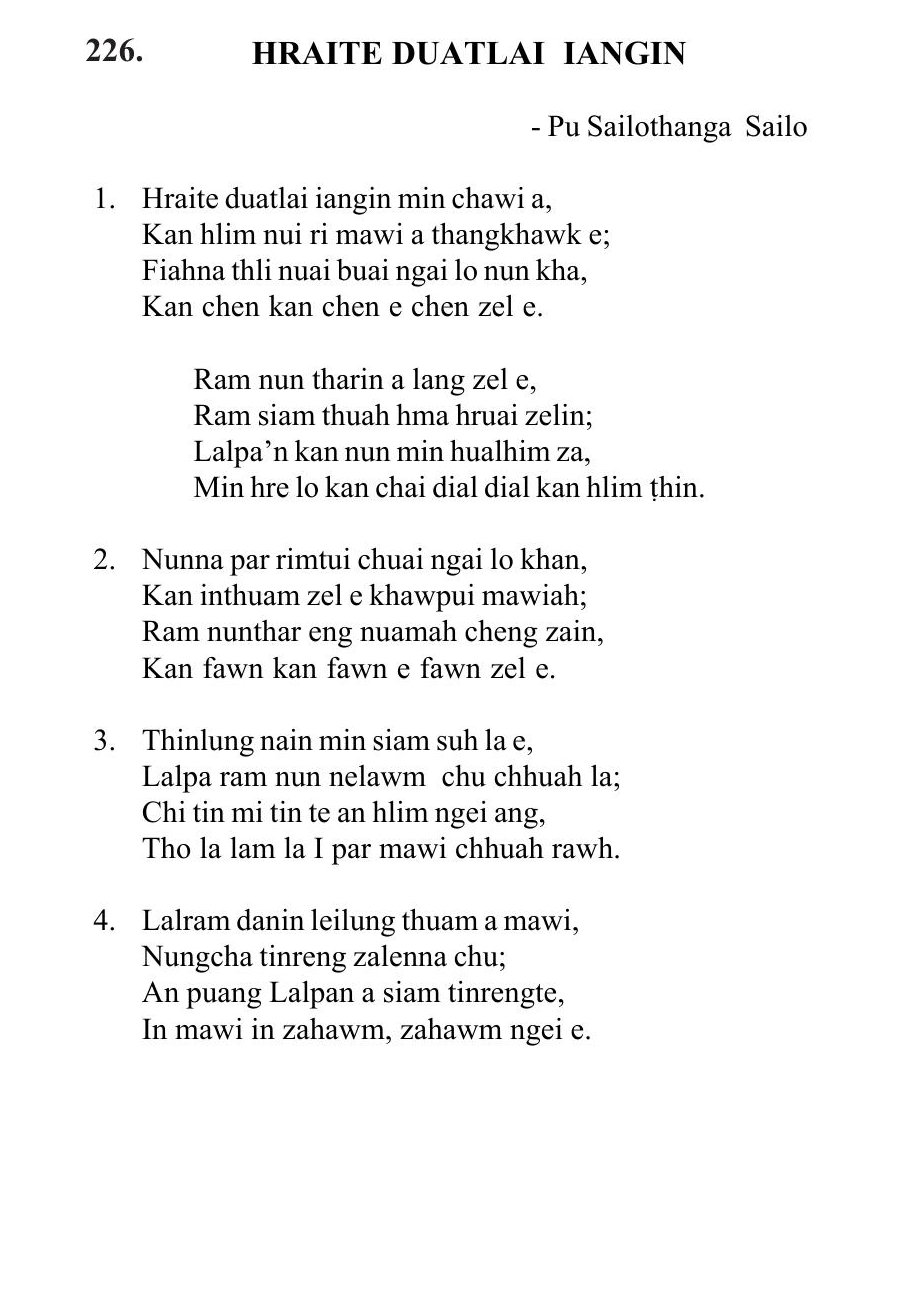 226. HRAITE DUATLAI IANGIN
- Pu Sailothanga Sailo
1. Hraite duatlai iangin min chawi a,
Kan hlim nui ri mawi a thangkhawk e;
Fiahna thli nuai buai ngai lo nun kha,
Kan chen kan chen e chen zel e.
Ram nun tharin a lang zel e,
Ram siam thuah hma hruai zelin;
Lalpa’n kan nun min hualhim za,
Min hre lo kan chai dial dial kan hlim ṭhin.
2. Nunna par rimtui chuai ngai lo khan,
Kan inthuam zel e khawpui mawiah;
Ram nunthar eng nuamah cheng zain,
Kan fawn kan fawn e fawn zel e.
3. Thinlung nain min siam suh la e,
Lalpa ram nun nelawm chu chhuah la;
Chi tin mi tin te an hlim ngei ang,
Tho la lam la I par mawi chhuah rawh.
4. Lalram danin leilung thuam a mawi,
Nungcha tinreng zalenna chu;
An puang Lalpan a siam tinrengte,
In mawi in zahawm, zahawm ngei e.